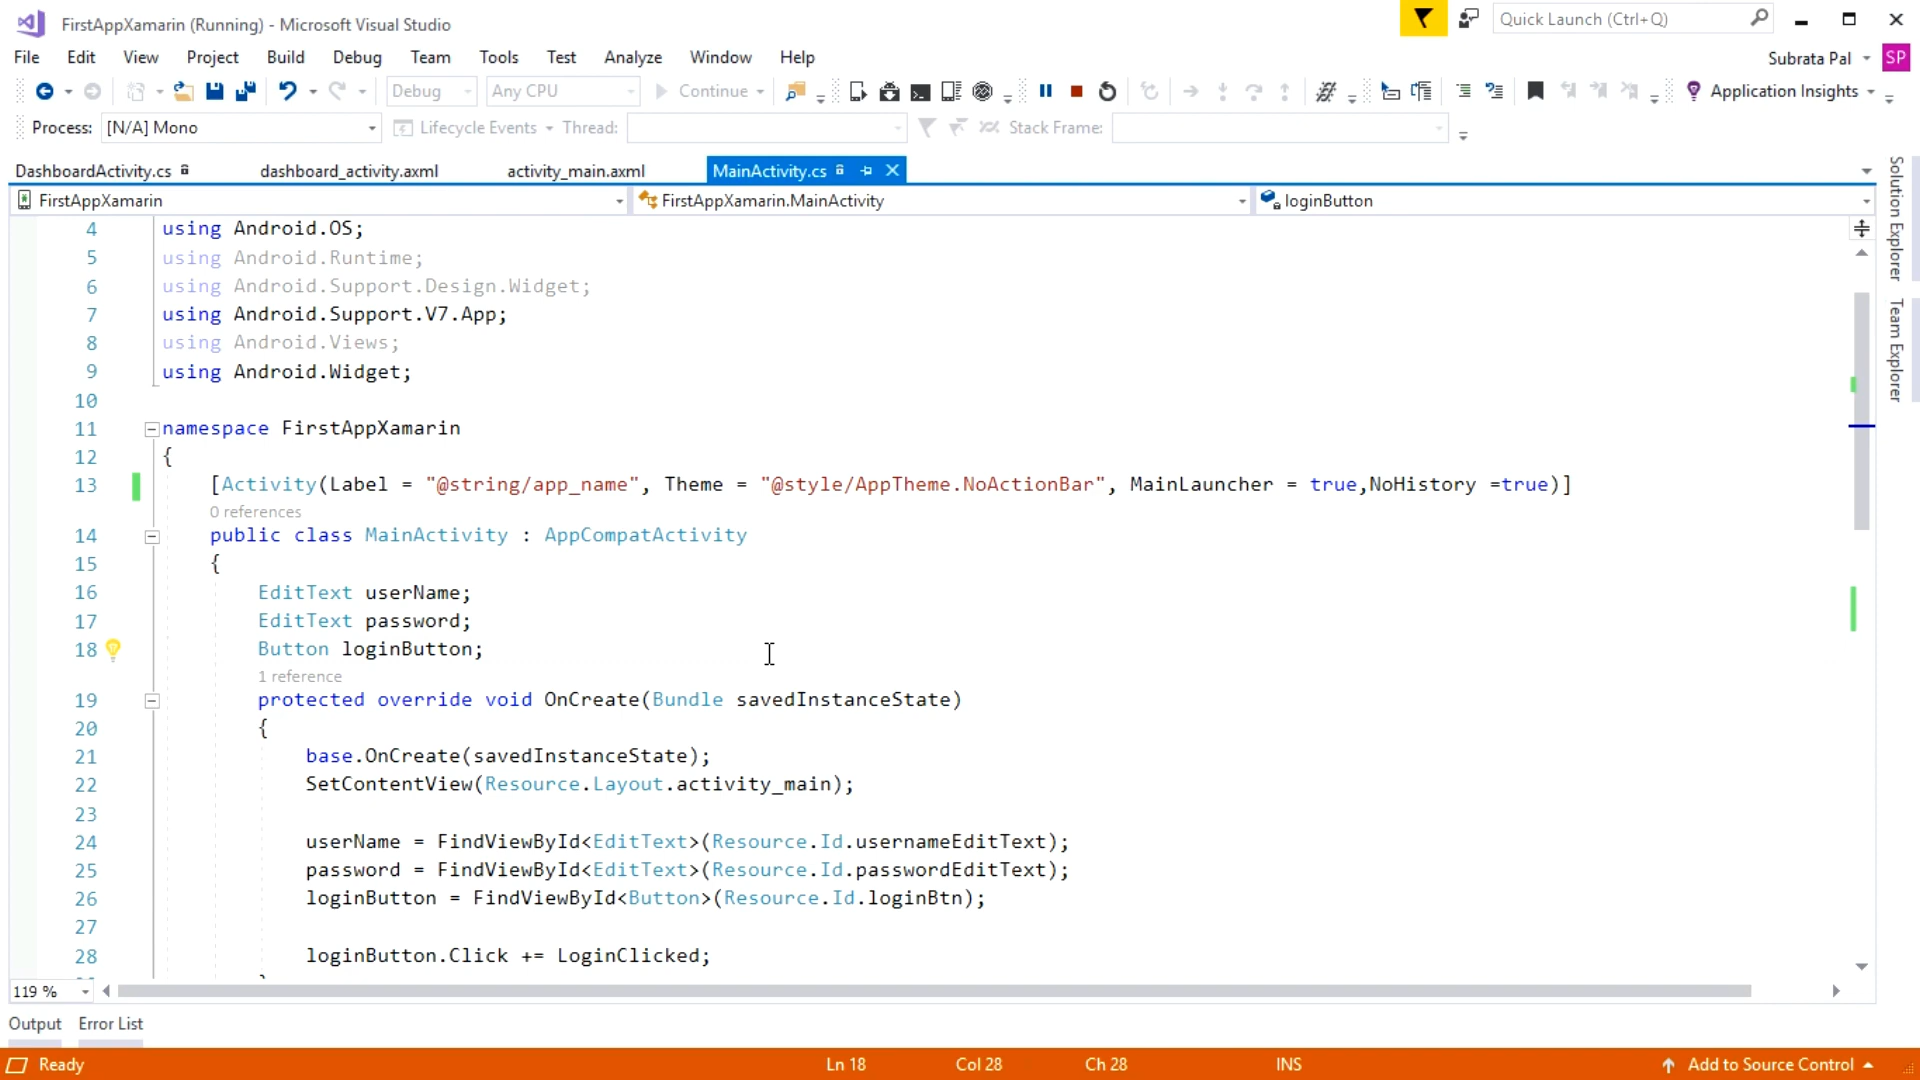 FirstAppXamarin (Running) - Microsoft Visual Studio
Quick Launch (Ctrl+Q)
File Edit View Project Build Debug Team Tools Test Analyze Window Help
Subrata Pal SP
Debug Any CPU Continue Application Insights
Process: [N/A] Mono Lifecycle Events Thread: Stack Frame:
DashboardActivity.cs dashboard_activity.axml activity_main.axml MainActivity.cs
FirstAppXamarin FirstAppXamarin.MainActivity loginButton
4 using Android.OS;
5 using Android.Runtime;
6 using Android.Support.Design.Widget;
7 using Android.Support.V7.App;
8 using Android.Views;
9 using Android.Widget;
10
11 namespace FirstAppXamarin
12 {
13 [Activity(Label = "@string/app_name", Theme = "@style/AppTheme.NoActionBar", MainLauncher = true,NoHistory =true)]
0 references
14 public class MainActivity : AppCompatActivity
15 {
16 EditText userName;
17 EditText password;
18 Button loginButton;
1 reference
19 protected override void OnCreate(Bundle savedInstanceState)
20 {
21 base.OnCreate(savedInstanceState);
22 SetContentView(Resource.Layout.activity_main);
23
24 userName = FindViewById<EditText>(Resource.Id.usernameEditText);
25 password = FindViewById<EditText>(Resource.Id.passwordEditText);
26 loginButton = FindViewById<Button>(Resource.Id.loginBtn);
27
28 loginButton.Click += LoginClicked;
119 %
Output Error List
Ready Ln 18 Col 28 Ch 28 INS Add to Source Control
Solution Explorer
Team Explorer